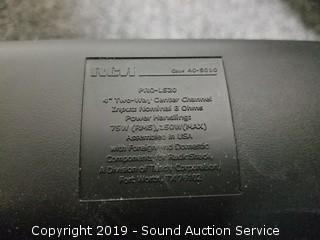 RCA
Cat# 40-5010
PRO-LS20
4" Two-Way Center Channel
Input: Nominal 8 Ohms
Power Handling:
75W (RMS), 150W(MAX)
Assembled in USA
with Foreign and Domestic
Components by RadioShack,
A Division of Tandy Corporation,
Fort Worth, TX 76102
Copyright 2019 - Sound Auction Service